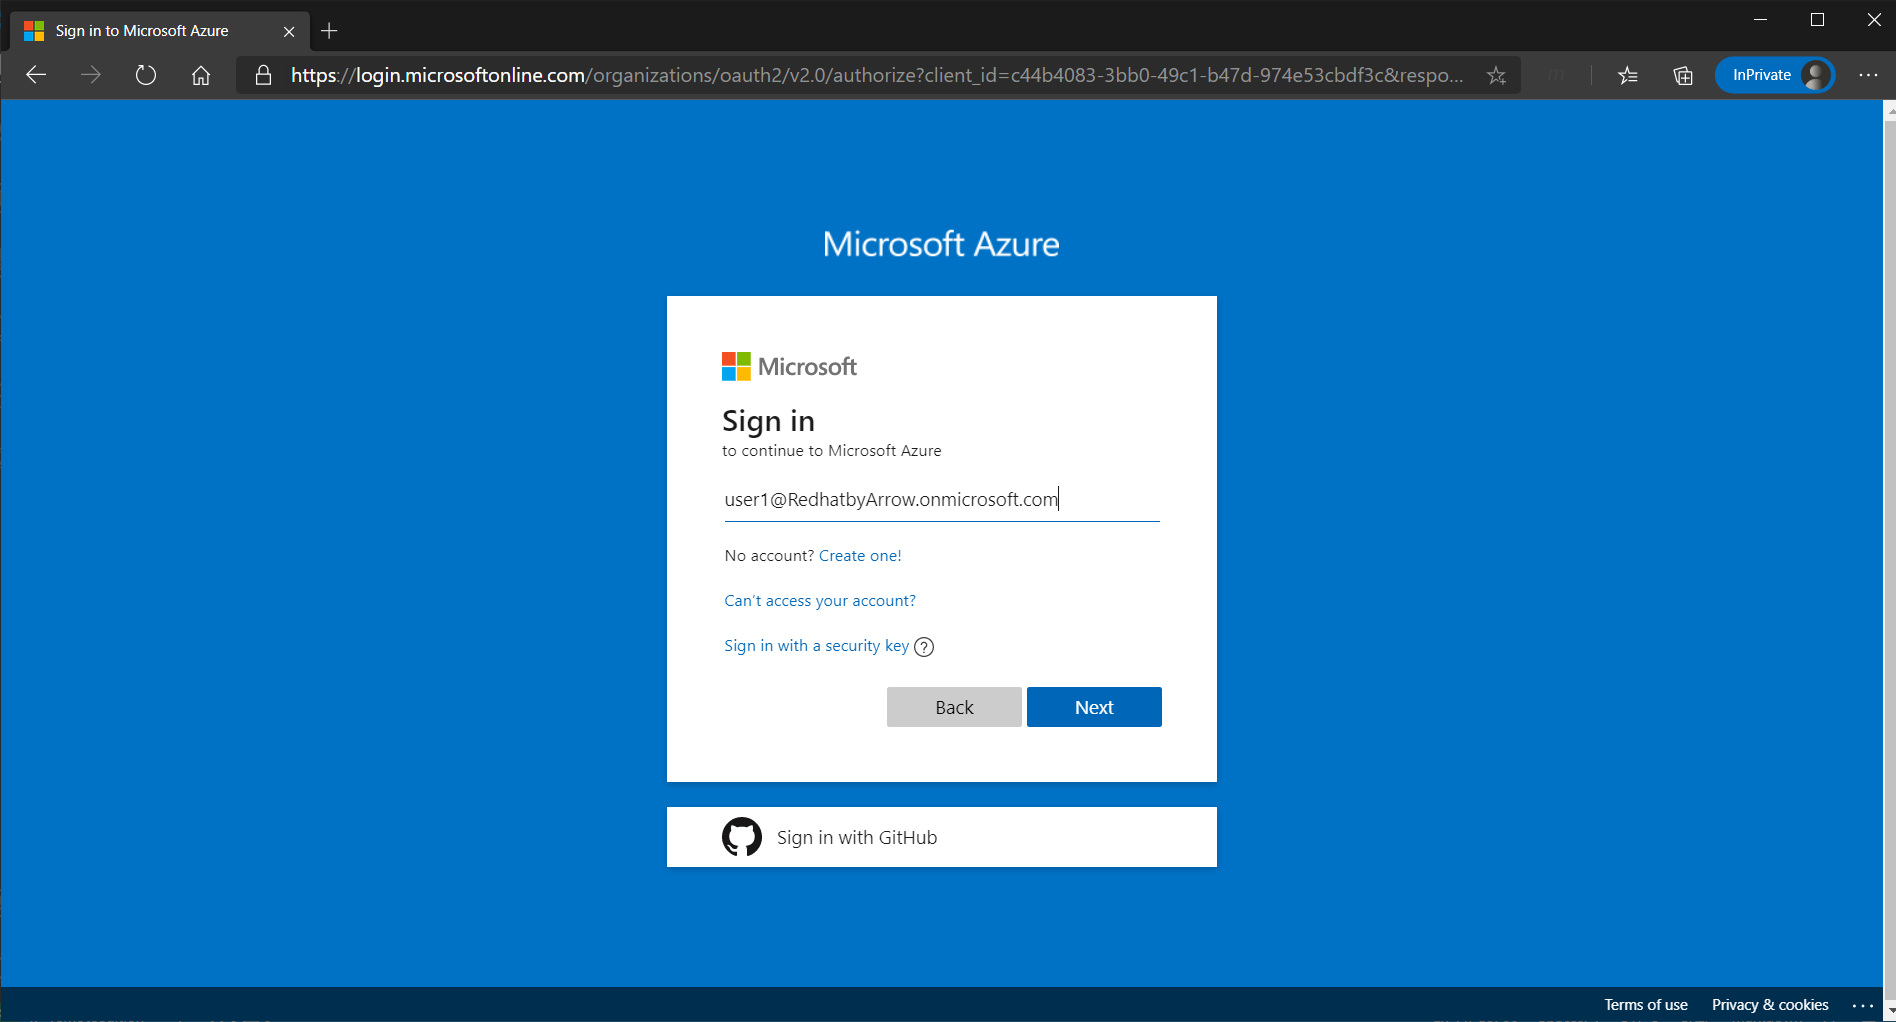 Sign in to Microsoft Azure
https://login.microsoftonline.com/organizations/oauth2/v2.0/authorize?client_id=c44b4083-3bb0-49c1-b47d-974e53cbdf3c&respo...
InPrivate
Microsoft Azure
Microsoft
Sign in
to continue to Microsoft Azure
user1@RedhatbyArrow.onmicrosoft.com
No account? Create one!
Can't access your account?
Sign in with a security key
Back Next
Sign in with GitHub
Terms of use Privacy & cookies